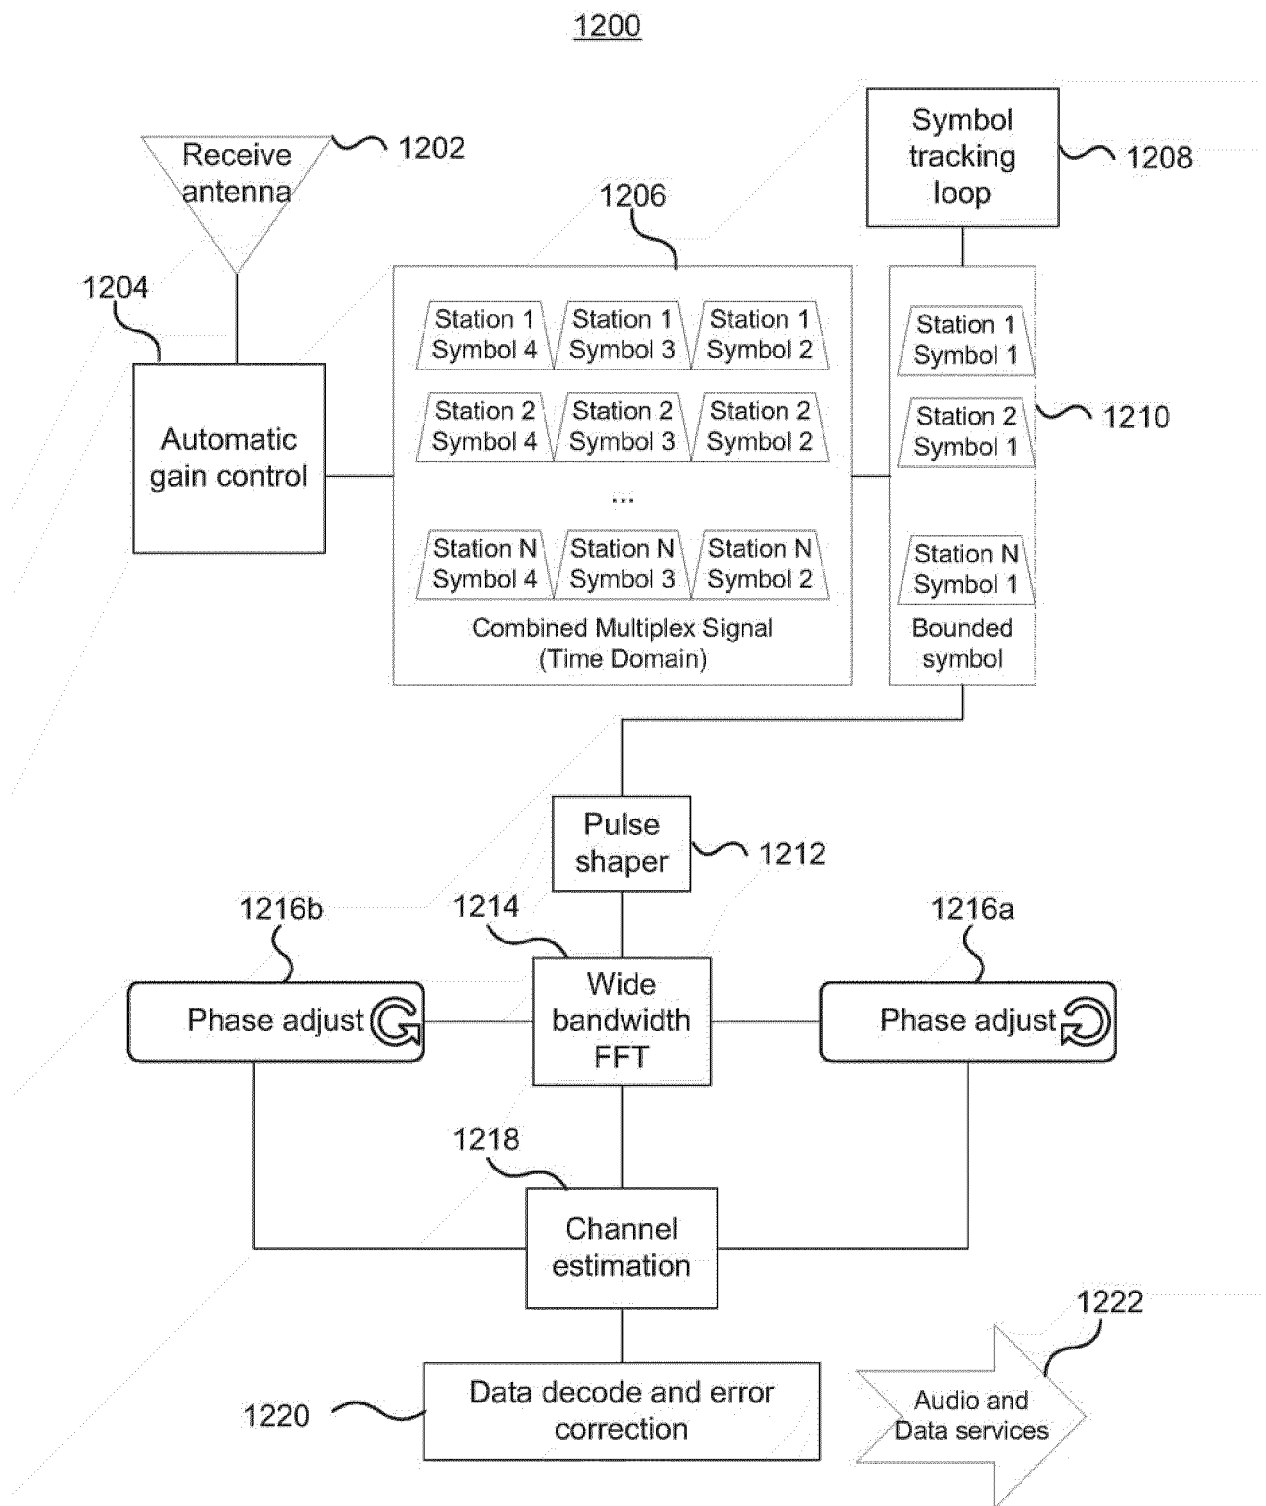 1200
Receive
antenna
1202
Symbol
tracking
loop
1208
1206
1204
Automatic
gain control
Station 1
Symbol 4
Station 1
Symbol 3
Station 1
Symbol 2
Station 2
Symbol 4
Station 2
Symbol 3
Station 2
Symbol 2
...
Station N
Symbol 4
Station N
Symbol 3
Station N
Symbol 2
Combined Multiplex Signal
(Time Domain)
Station 1
Symbol 1
Station 2
Symbol 1
1210
Station N
Symbol 1
Bounded
symbol
Pulse
shaper
1212
1216b
1214
1216a
Phase adjust
Wide
bandwidth
FFT
Phase adjust
1218
Channel
estimation
1222
1220
Data decode and error
correction
Audio and
Data services